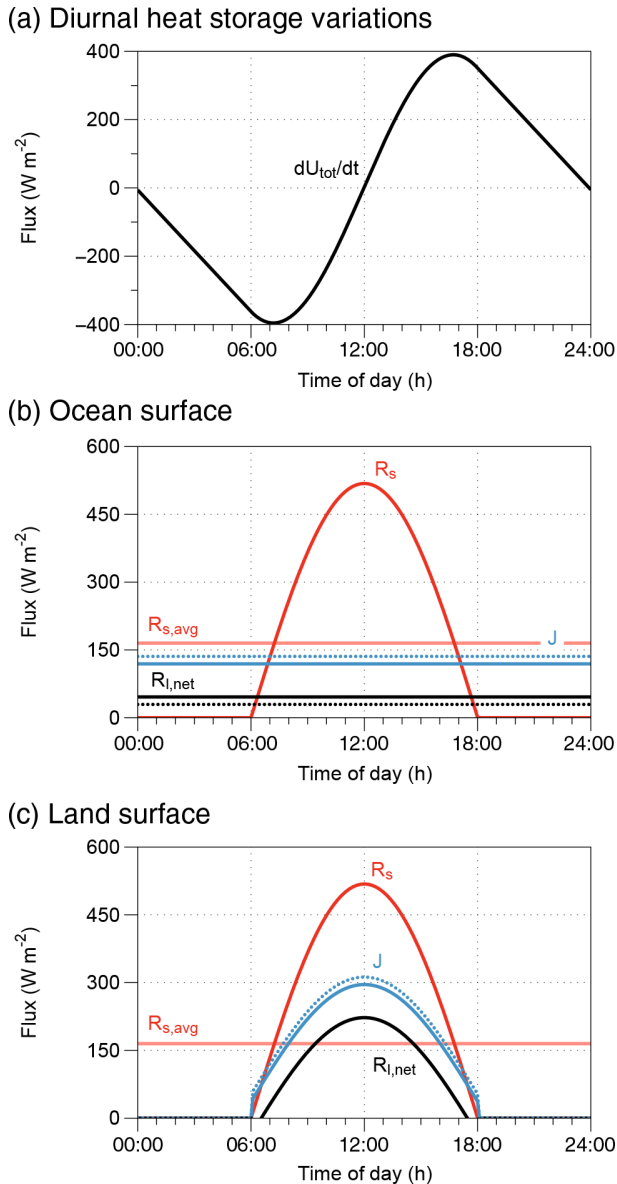 (a) Diurnal heat storage variations
400
200
0
−200
−400
Flux (W m-2)
dUtot/dt
00:00 06:00 12:00 18:00 24:00
Time of day (h)
(b) Ocean surface
600
450
300
150
0
Flux (W m-2)
Rs
Rs,avg
J
Rl,net
00:00 06:00 12:00 18:00 24:00
Time of day (h)
(c) Land surface
600
450
300
150
0
Flux (W m-2)
Rs
J
Rs,avg
Rl,net
00:00 06:00 12:00 18:00 24:00
Time of day (h)